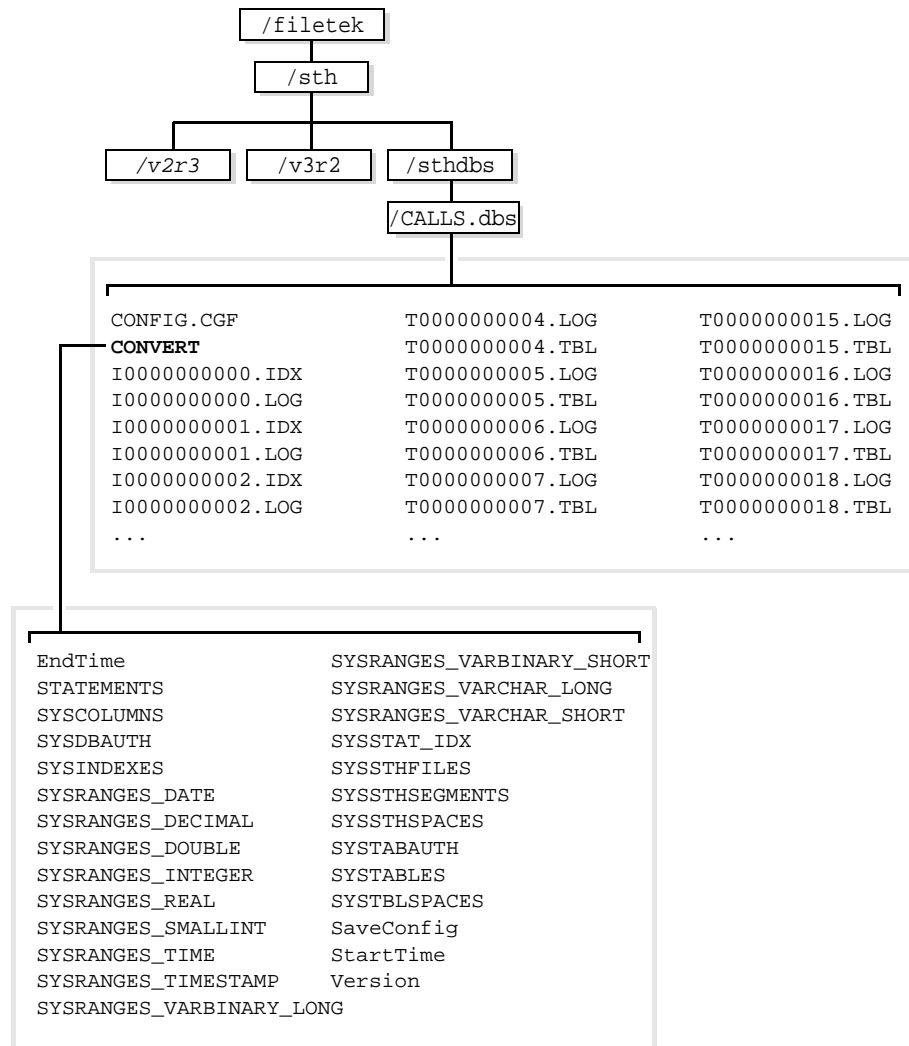 /filetek
/sth
/v2r3 /v3r2 /sthdbs
/CALLS.dbs
CONFIG.CGF T0000000004.LOG T0000000015.LOG
CONVERT T0000000004.TBL T0000000015.TBL
I0000000000.IDX T0000000005.LOG T0000000016.LOG
I0000000000.LOG T0000000005.TBL T0000000016.TBL
I0000000001.IDX T0000000006.LOG T0000000017.LOG
I0000000001.LOG T0000000006.TBL T0000000017.TBL
I0000000002.IDX T0000000007.LOG T0000000018.LOG
I0000000002.LOG T0000000007.TBL T0000000018.TBL
... ... ...
EndTime SYSRANGES_VARBINARY_SHORT
STATEMENTS SYSRANGES_VARCHAR_LONG
SYSCOLUMNS SYSRANGES_VARCHAR_SHORT
SYSDBAUTH SYSSTAT_IDX
SYSINDEXES SYSSTHFILES
SYSRANGES_DATE SYSSTHSEGMENTS
SYSRANGES_DECIMAL SYSSTHSPACES
SYSRANGES_DOUBLE SYSTABAUTH
SYSRANGES_INTEGER SYSTABLES
SYSRANGES_REAL SYSTBLSPACES
SYSRANGES_SMALLINT SaveConfig
SYSRANGES_TIME StartTime
SYSRANGES_TIMESTAMP Version
SYSRANGES_VARBINARY_LONG